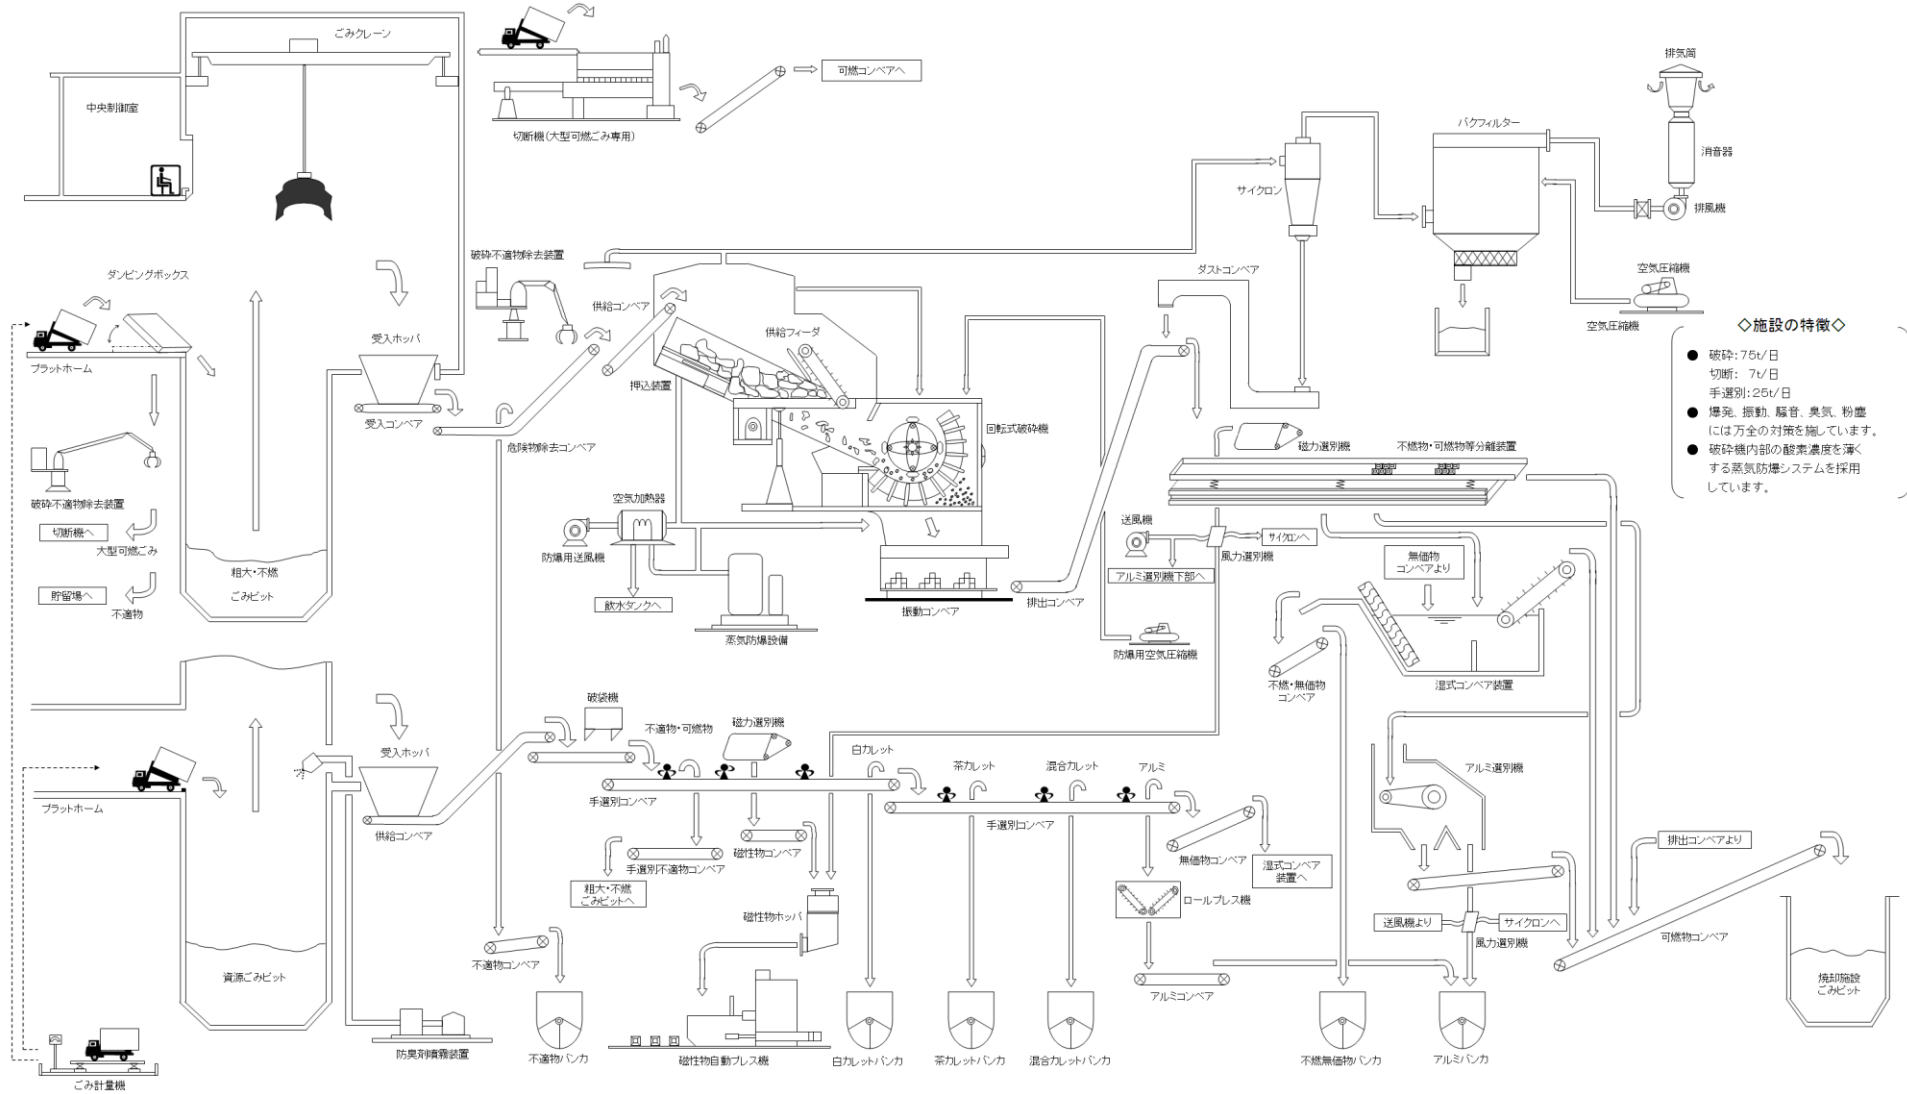 ごみクレーン
中央制御室
切断機(大型可燃ごみ専用)
可燃コンベアへ
排気筒
バクフィルター
消音器
サイクロン
排風機
ダンピングボックス
破砕不適物除去装置
ダストコンベア
空気圧縮機
空気圧縮機
供給コンベア
プラットホーム
受入ホッパ
供給フィーダ
押込装置
受入コンベア
危険物除去コンベア
回転式破砕機
磁力選別機
不燃物・可燃物等分離装置
◇施設の特徴◇
● 破砕:75t/日
切断: 7t/日
手選別:25t/日
● 爆発、振動、騒音、臭気、粉塵
には万全の対策を施しています。
● 破砕機内部の酸素濃度を薄く
する蒸気防爆システムを採用
しています。
破砕不適物除去装置
切断機へ
大型可燃ごみ
貯留場へ
不適物
粗大・不燃
ごみピット
空気加熱器
防爆用送風機
飲水タンクへ
蒸気防爆設備
振動コンベア
排出コンベア
送風機
風力選別機
サイクロンへ
アルミ選別機下部へ
防爆用空気圧縮機
無価物
コンベアより
不燃・無価物
コンベア
湿式コンベア装置
破袋機
不適物・可燃物
磁力選別機
白カレット
茶カレット
混合カレット
アルミ
受入ホッパ
供給コンベア
プラットホーム
手選別コンベア
手選別コンベア
手選別不適物コンベア
磁性物コンベア
粗大・不燃
ごみピットへ
無価物コンベア
湿式コンベア
装置へ
アルミ選別機
排出コンベアより
ロールプレス機
磁性物ホッパ
送風機より
サイクロンへ
風力選別機
可燃物コンベア
不適物コンベア
アルミコンベア
資源ごみピット
焼却施設
ごみピット
防臭剤噴霧装置
ごみ計量機
不適物バンカ
磁性物自動プレス機
白カレットバンカ
茶カレットバンカ
混合カレットバンカ
不燃無価物バンカ
アルミバンカ